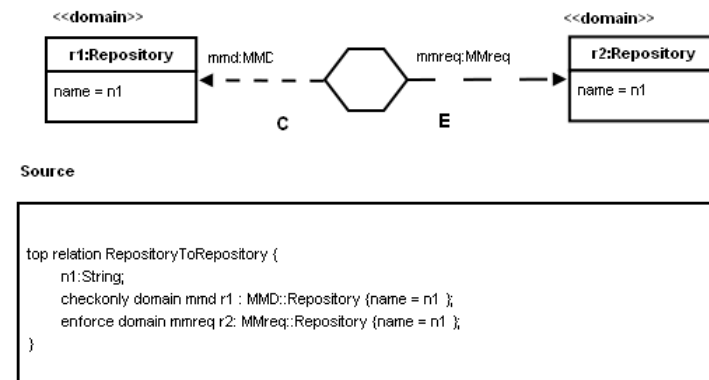 <<domain>>
<<domain>>
r1:Repository
mmd:MMD
mmreq:MMreq
r2:Repository
name = n1
name = n1
C
E
Source
top relation RepositoryToRepository {
n1:String;
checkonly domain mmd r1 : MMD::Repository {name = n1 };
enforce domain mmreq r2: MMreq::Repository {name = n1 };
}